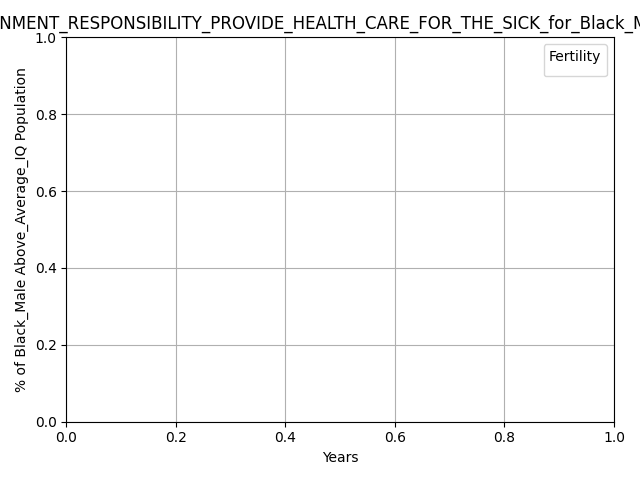 NMENT_RESPONSIBILITY_PROVIDE_HEALTH_CARE_FOR_THE_SICK_for_Black_M
Fertility
% of Black_Male Above_Average_IQ Population
1.0
0.8
0.6
0.4
0.2
0.0
0.0 0.2 0.4 0.6 0.8 1.0
Years